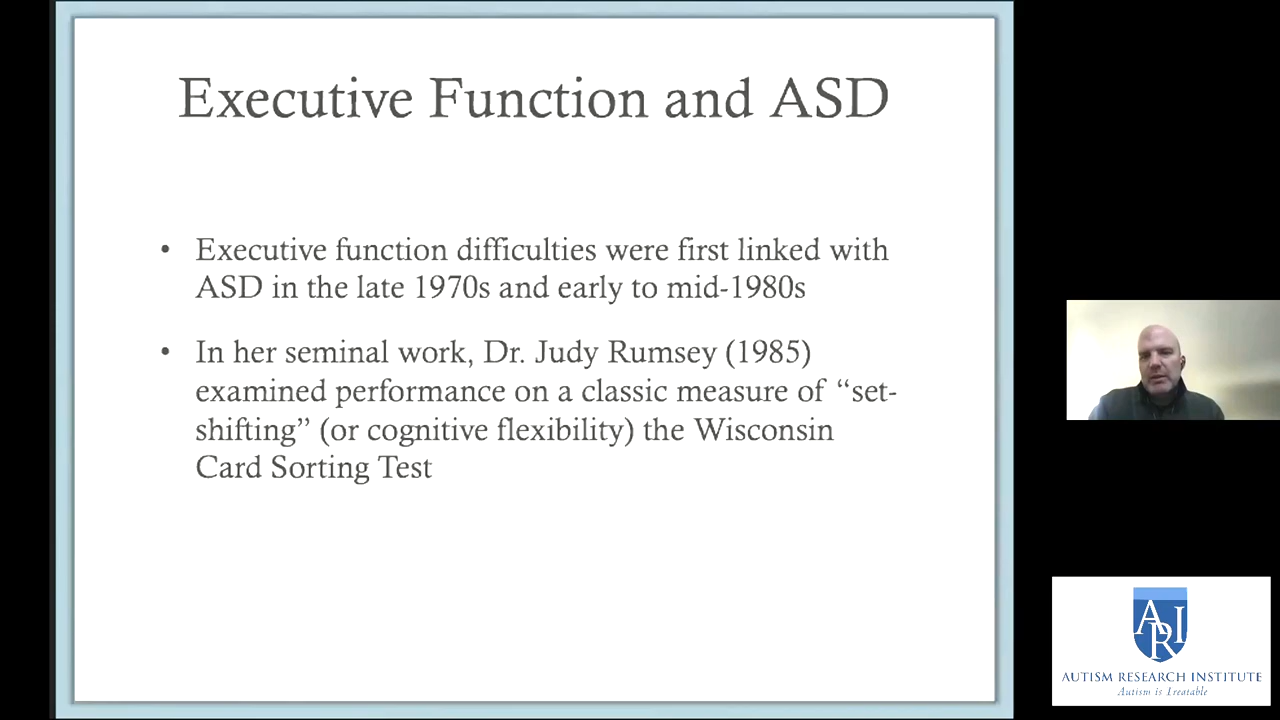 Executive Function and ASD
• Executive function difficulties were first linked with
ASD in the late 1970s and early to mid-1980s
• In her seminal work, Dr. Judy Rumsey (1985)
examined performance on a classic measure of “set-
shifting” (or cognitive flexibility) the Wisconsin
Card Sorting Test
ARI
AUTISM RESEARCH INSTITUTE
Autism is Treatable